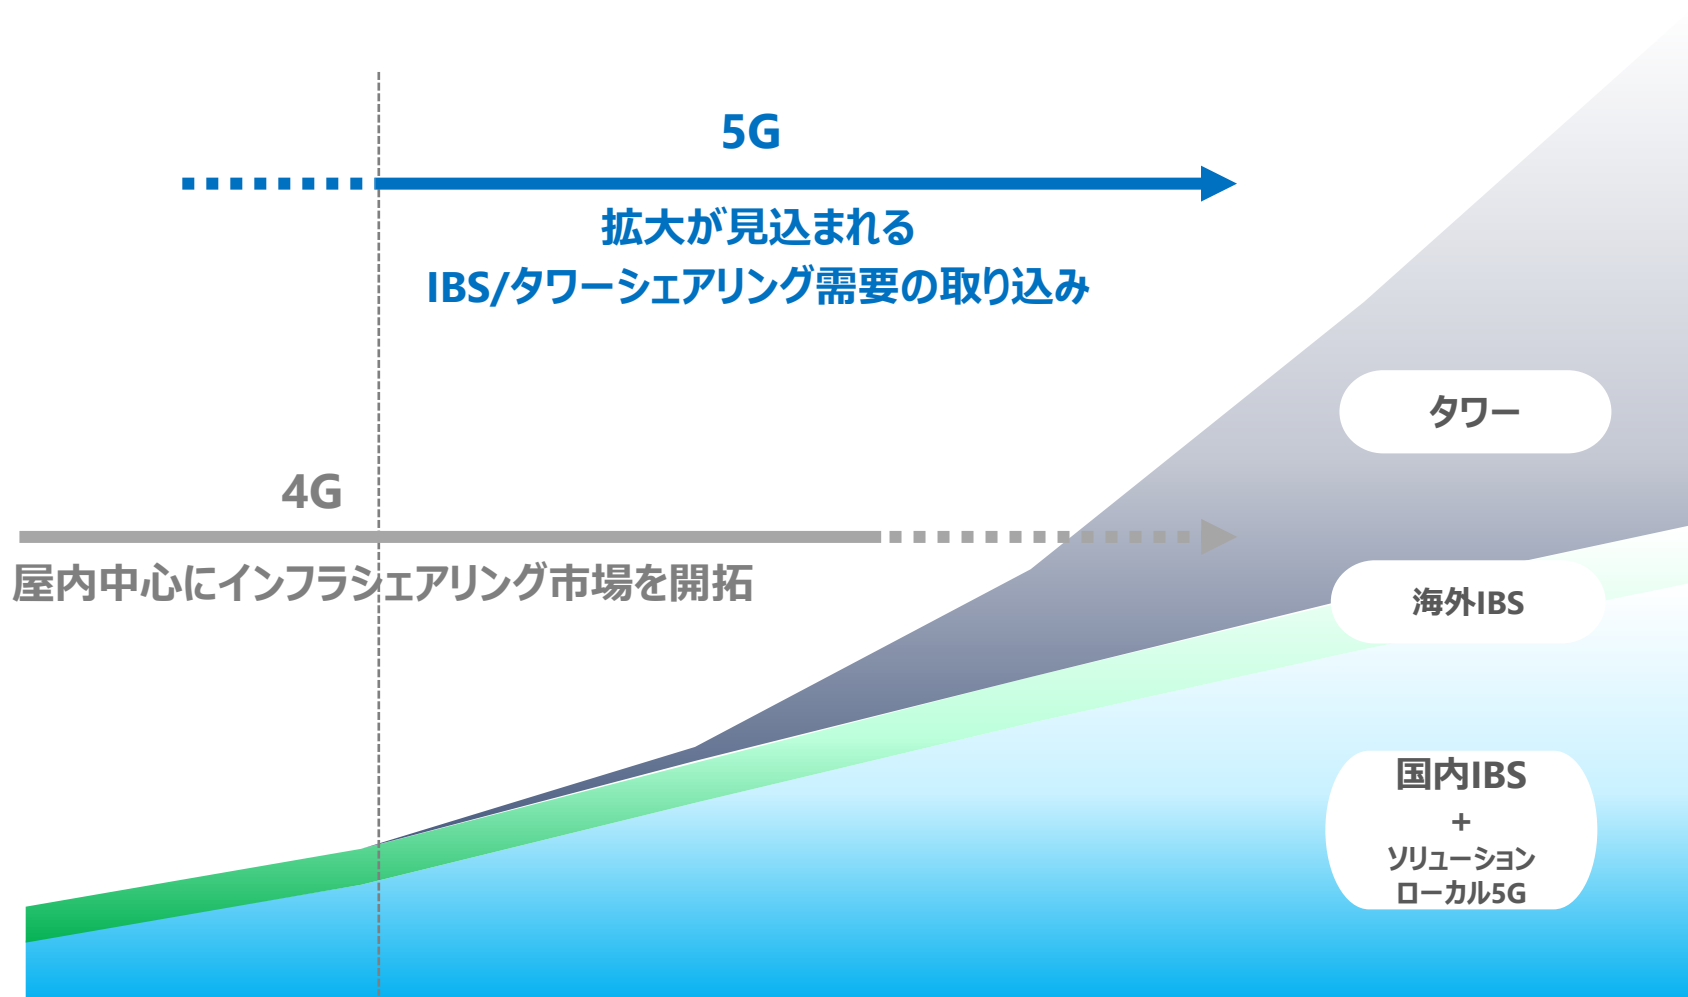 5G
拡大が見込まれる
IBS/タワーシェアリング需要の取り込み
タワー
4G
屋内中心にインフラシェアリング市場を開拓
海外IBS
国内IBS
+
ソリューション
ローカル5G